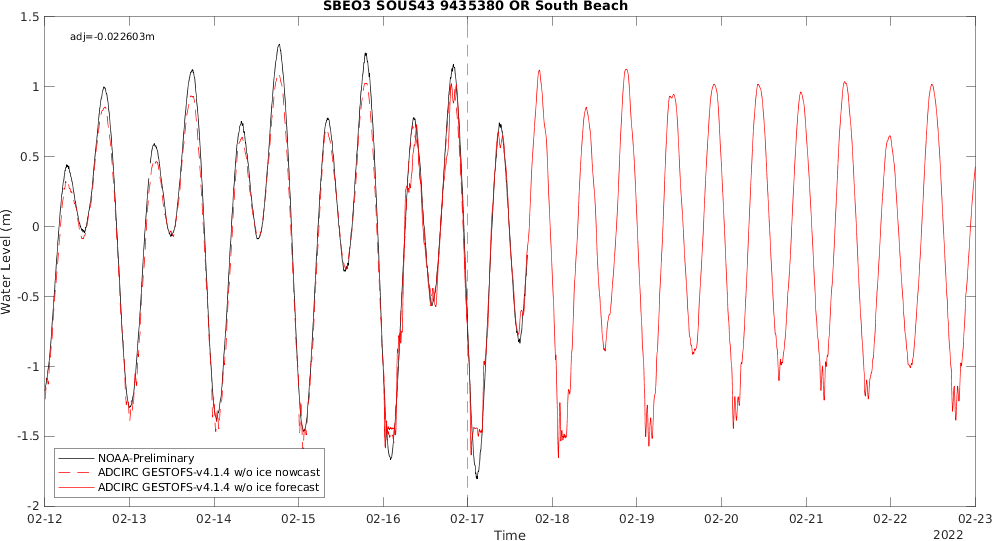 SBEO3 SOUS43 9435380 OR South Beach
adj=-0.022603m
1.5
1
0.5
0
-0.5
-1
-1.5
-2
Water Level (m)
NOAA-Preliminary
ADCIRC GESTOFS-v4.1.4 w/o ice nowcast
ADCIRC GESTOFS-v4.1.4 w/o ice forecast
02-12 02-13 02-14 02-15 02-16 02-17 02-18 02-19 02-20 02-21 02-22 02-23
Time
2022